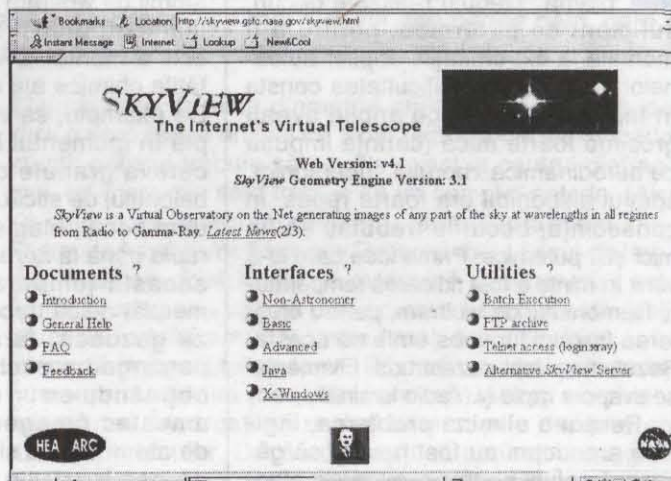 Bookmarks Location: http://skyview.gsfc.nasa.gov/skyview.html
Instant Message Internet Lookup New&Cool
SKYVIEW
The Internet's Virtual Telescope
Web Version: v4.1
SkyView Geometry Engine Version: 3.1
SkyView is a Virtual Observatory on the Net generating images of any part of the sky at wavelengths in all regimes
from Radio to Gamma-Ray. Latest News(2/3).
Documents ?
Introduction
General Help
FAQ
Feedback
Interfaces ?
Non-Astronomer
Basic
Advanced
Java
X-Windows
Utilities ?
Batch Execution
FTP archive
Telnet access (login array)
Alternative SkyView Server
HEA ARC
NASA